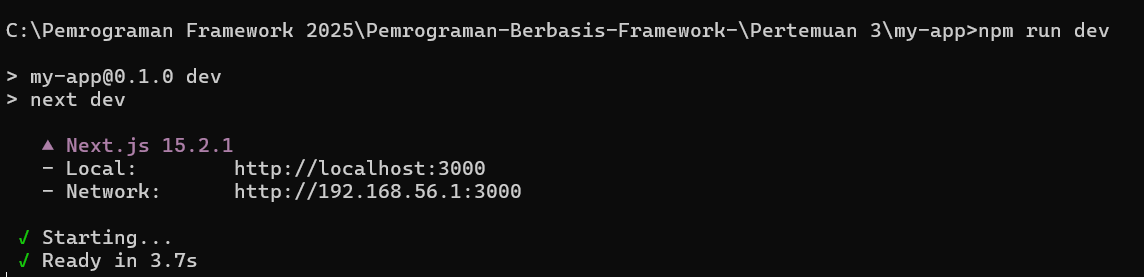 C:\Pemrograman Framework 2025\Pemrograman-Berbasis-Framework-\Pertemuan 3\my-app>npm run dev
> my-app@0.1.0 dev
> next dev
▲ Next.js 15.2.1
- Local:        http://localhost:3000
- Network:      http://192.168.56.1:3000
✓ Starting...
✓ Ready in 3.7s